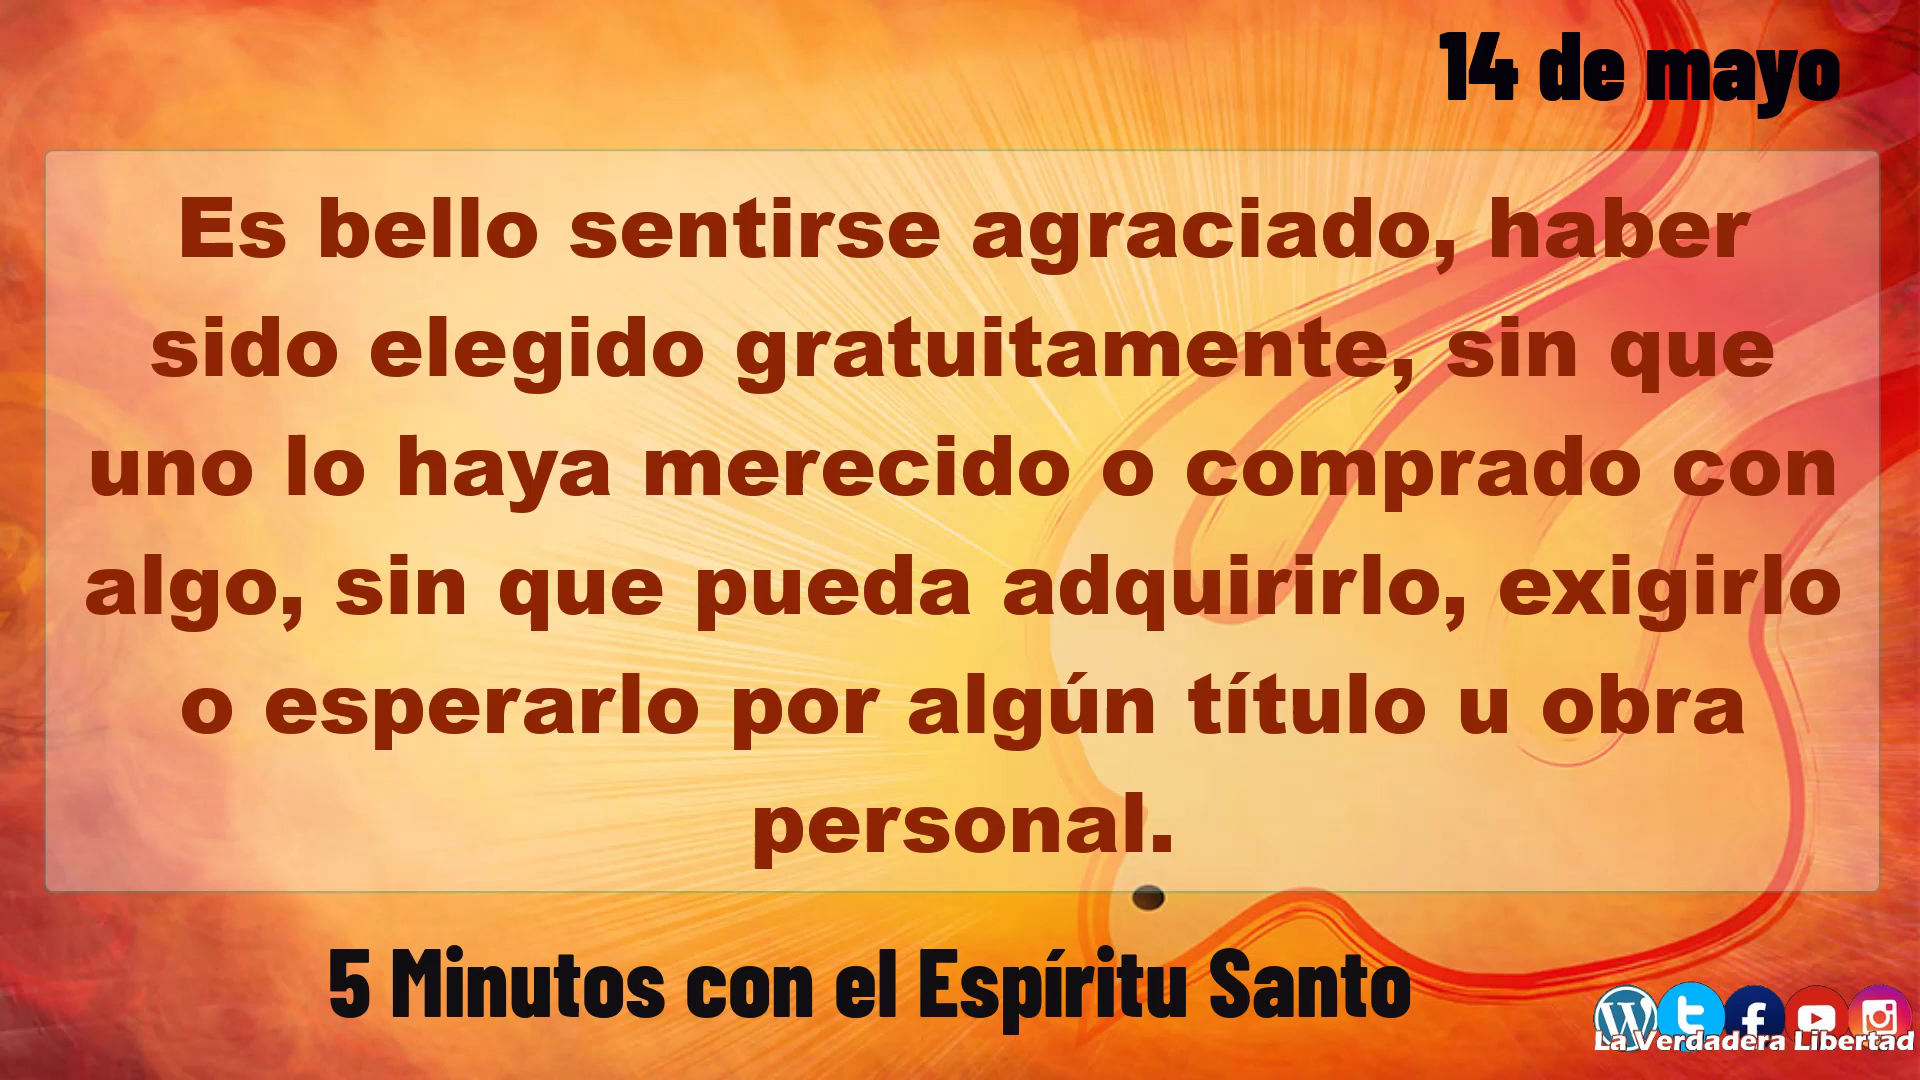 14 de mayo
Es bello sentirse agraciado, haber
sido elegido gratuitamente, sin que
uno lo haya merecido o comprado con
algo, sin que pueda adquirirlo, exigirlo
o esperarlo por algún título u obra
personal.
5 Minutos con el Espíritu Santo
La Verdadera Libertad